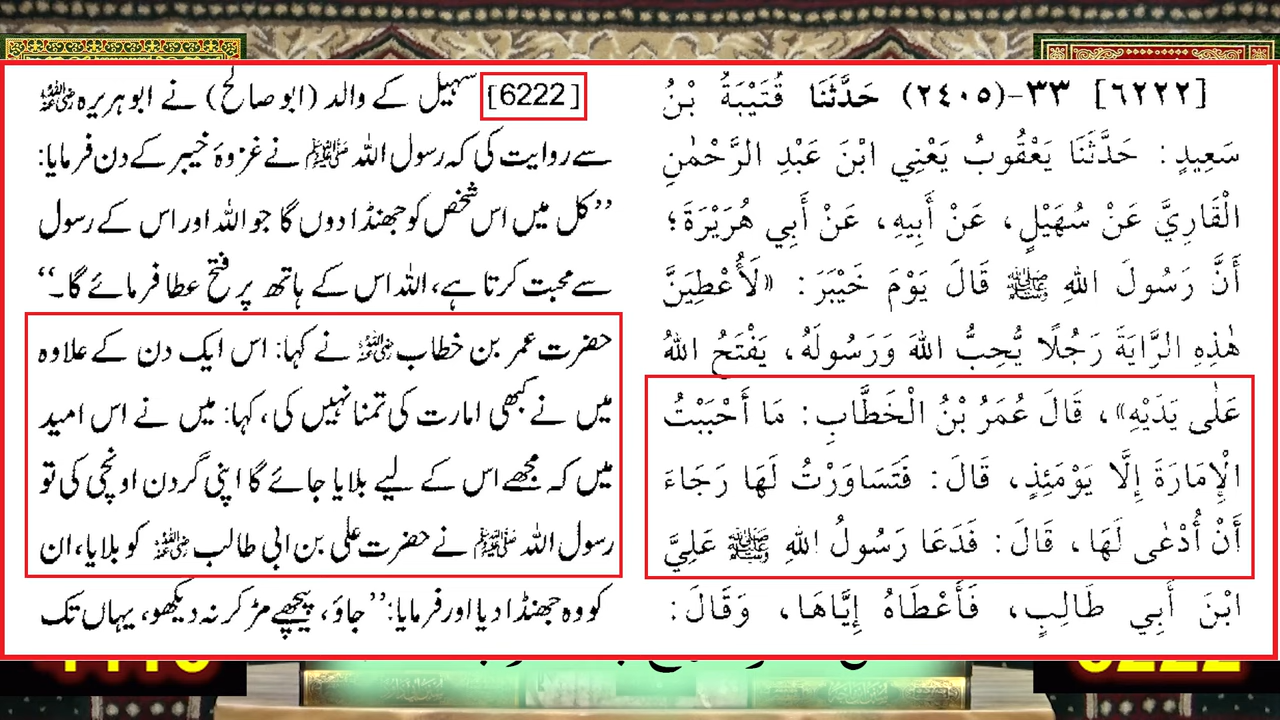 [٦٢٢٢] ٣٣-(٢٤٠٥) حَدَّثَنَا قُتَيْبَةُ بْنُ
سَعِيدٍ: حَدَّثَنَا يَعْقُوبُ يَعْنِي ابْنَ عَبْدِ الرَّحْمٰنِ
الْقَارِيَّ عَنْ سُهَيْلٍ، عَنْ أَبِيهِ، عَنْ أَبِي هُرَيْرَةَ؛
أَنَّ رَسُولَ اللهِ ﷺ قَالَ يَوْمَ خَيْبَرَ: «لَأُعْطِيَنَّ
هٰذِهِ الرَّايَةَ رَجُلًا يُّحِبُّ اللهَ وَرَسُولَهُ، يَفْتَحُ اللهُ
عَلٰى يَدَيْهِ»، قَالَ عُمَرُ بْنُ الْخَطَّابِ: مَا أَحْبَبْتُ
الْإِمَارَةَ إِلَّا يَوْمَئِذٍ، قَالَ: فَتَسَاوَرْتُ لَهَا رَجَاءَ
أَنْ أُدْعٰى لَهَا، قَالَ: فَدَعَا رَسُولُ اللهِ ﷺ عَلِيَّ
ابْنَ أَبِي طَالِبٍ، فَأَعْطَاهُ إِيَّاهَا، وَقَالَ:
[6222] سہیل کے والد (ابو صالح) نے ابو ہریرہ رضی اللہ عنہ
سے روایت کی کہ رسول اللہ ﷺ نے غزوۂ خیبر کے دن فرمایا:
’’کل میں اس شخص کو جھنڈا دوں گا جو اللہ اور اس کے رسول
سے محبت کرتا ہے، اللہ اس کے ہاتھ پر فتح عطا فرمائے گا۔‘‘
حضرت عمر بن خطاب رضی اللہ عنہ نے کہا: اس ایک دن کے علاوہ
میں نے کبھی امارت کی تمنا نہیں کی، کہا: میں نے اس امید
میں کہ مجھے اس کے لیے بلایا جائے گا اپنی گردن اونچی کی تو
رسول اللہ ﷺ نے حضرت علی بن ابی طالب رضی اللہ عنہ کو بلایا، ان
کو وہ جھنڈا دیا اور فرمایا: ’’جاؤ، پیچھے مڑ کر نہ دیکھو، یہاں تک